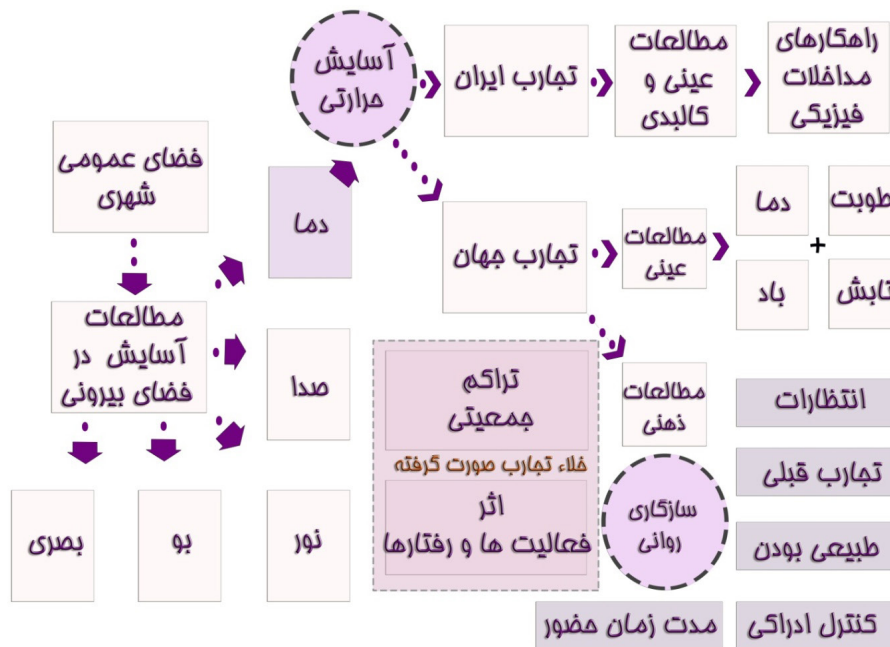 فضای عمومی
شهری
مطالعات
آسایش در
فضای بیرونی
بصری
بو
نور
صدا
دما
آسایش
حرارتی
تجارب ایران
مطالعات
عینی و
کالبدی
راهکارهای
مداخلات
فیزیکی
تجارب جهان
مطالعات
عینی
دما
طوبت
+
باد
تابش
مطالعات
ذهنی
سازگاری
روانی
انتظارات
تجارب قبلی
طبیعی بودن
کنترل ادراکی
مدت زمان حضور
تراکم
جمعیتی
خلاء تجارب صورت گرفته
اثر
فعالیت ها و رفتارها